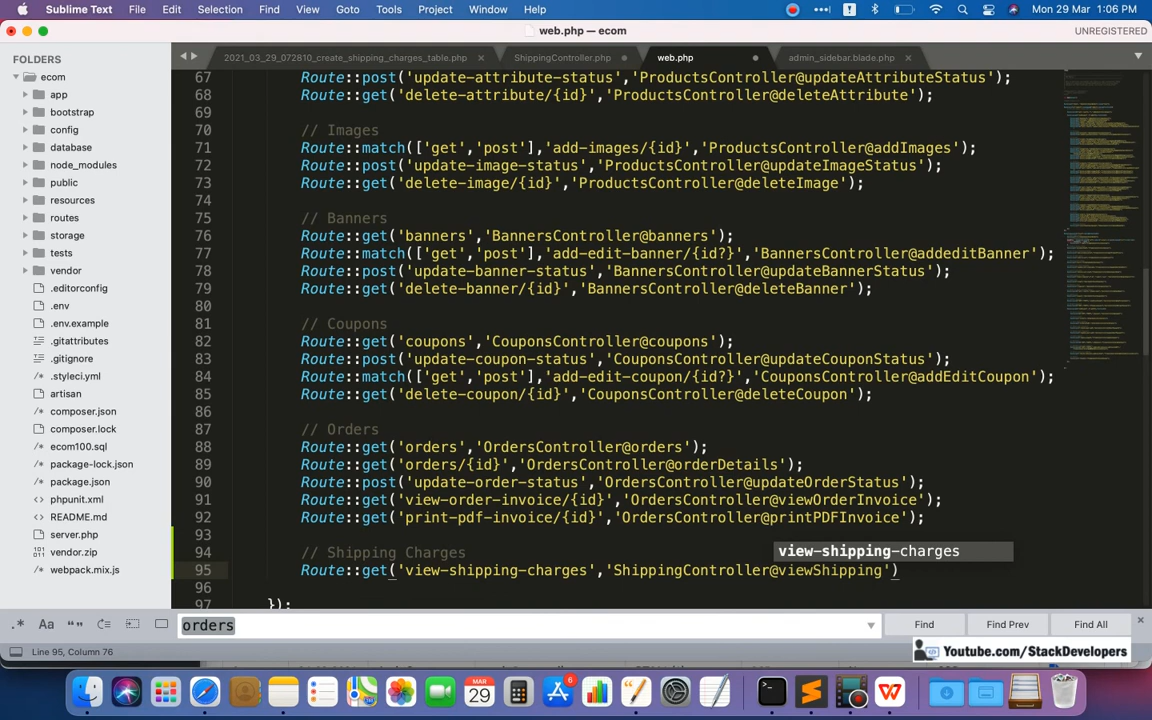 Sublime Text File Edit Selection Find View Goto Tools Project Window Help Mon 29 Mar 1:06 PM
web.php — ecom UNREGISTERED
FOLDERS
2021_03_29_072810_create_shipping_charges_table.php ShippingController.php web.php admin_sidebar.blade.php
ecom
app
bootstrap
config
database
node_modules
public
resources
routes
storage
tests
vendor
.editorconfig
.env
.env.example
.gitattributes
.gitignore
.styleci.yml
artisan
composer.json
composer.lock
ecom100.sql
package-lock.json
package.json
phpunit.xml
README.md
server.php
vendor.zip
webpack.mix.js
67 Route::post('update-attribute-status','ProductsController@updateAttributeStatus');
68 Route::get('delete-attribute/{id}','ProductsController@deleteAttribute');
69
70 // Images
71 Route::match(['get','post'],'add-images/{id}','ProductsController@addImages');
72 Route::post('update-image-status','ProductsController@updateImageStatus');
73 Route::get('delete-image/{id}','ProductsController@deleteImage');
74
75 // Banners
76 Route::get('banners','BannersController@banners');
77 Route::match(['get','post'],'add-edit-banner/{id?}','BannersController@addeditBanner');
78 Route::post('update-banner-status','BannersController@updateBannerStatus');
79 Route::get('delete-banner/{id}','BannersController@deleteBanner');
80
81 // Coupons
82 Route::get('coupons','CouponsController@coupons');
83 Route::post('update-coupon-status','CouponsController@updateCouponStatus');
84 Route::match(['get','post'],'add-edit-coupon/{id?}','CouponsController@addEditCoupon');
85 Route::get('delete-coupon/{id}','CouponsController@deleteCoupon');
86
87 // Orders
88 Route::get('orders','OrdersController@orders');
89 Route::get('orders/{id}','OrdersController@orderDetails');
90 Route::post('update-order-status','OrdersController@updateOrderStatus');
91 Route::get('view-order-invoice/{id}','OrdersController@viewOrderInvoice');
92 Route::get('print-pdf-invoice/{id}','OrdersController@printPDFInvoice');
93
94 // Shipping Charges
view-shipping-charges
95 Route::get('view-shipping-charges','ShippingController@viewShipping')
96
97 });
.* Aa orders Find Find Prev Find All
Line 95, Column 76
Youtube.com/StackDevelopers
MAR
29
6